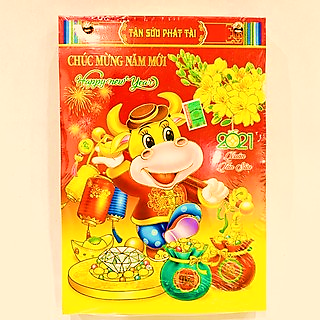 TÂN SỬU PHÁT TÀI
CHÚC MỪNG NĂM MỚI
Happy new Year
2021
Xuân
Tân Sửu